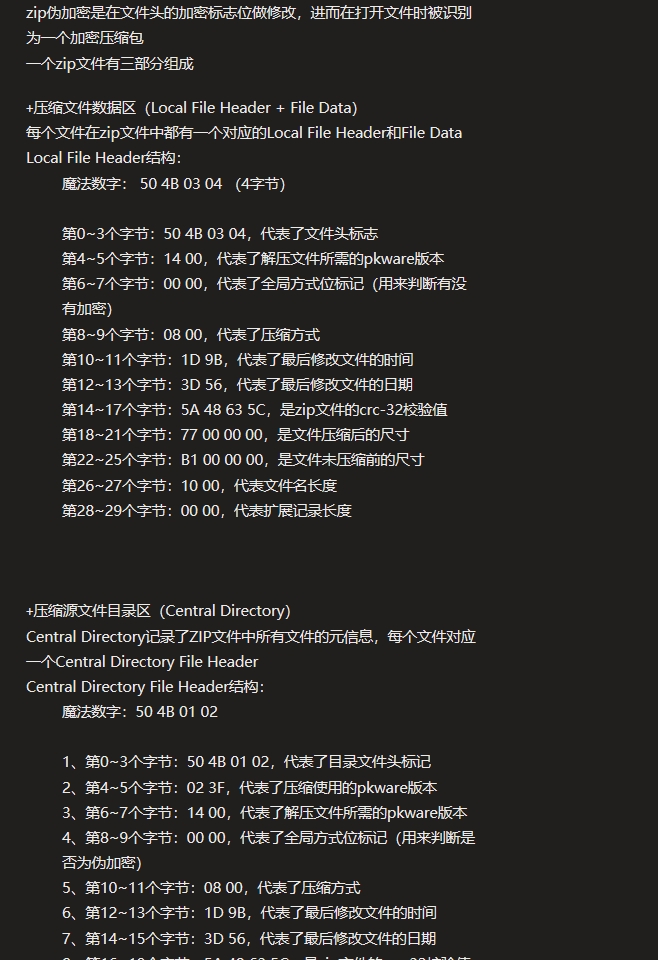 zip伪加密是在文件头的加密标志位做修改，进而在打开文件时被识别
为一个加密压缩包
一个zip文件有三部分组成
+压缩文件数据区（Local File Header + File Data）
每个文件在zip文件中都有一个对应的Local File Header和File Data
Local File Header结构：
魔法数字： 50 4B 03 04 （4字节）
第0~3个字节：50 4B 03 04，代表了文件头标志
第4~5个字节：14 00，代表了解压文件所需的pkware版本
第6~7个字节：00 00，代表了全局方式位标记（用来判断有没
有加密）
第8~9个字节：08 00，代表了压缩方式
第10~11个字节：1D 9B，代表了最后修改文件的时间
第12~13个字节：3D 56，代表了最后修改文件的日期
第14~17个字节：5A 48 63 5C，是zip文件的crc-32校验值
第18~21个字节：77 00 00 00，是文件压缩后的尺寸
第22~25个字节：B1 00 00 00，是文件未压缩前的尺寸
第26~27个字节：10 00，代表文件名长度
第28~29个字节：00 00，代表扩展记录长度
+压缩源文件目录区（Central Directory）
Central Directory记录了ZIP文件中所有文件的元信息，每个文件对应
一个Central Directory File Header
Central Directory File Header结构：
魔法数字：50 4B 01 02
1、第0~3个字节：50 4B 01 02，代表了目录文件头标记
2、第4~5个字节：02 3F，代表了压缩使用的pkware版本
3、第6~7个字节：14 00，代表了解压文件所需的pkware版本
4、第8~9个字节：00 00，代表了全局方式位标记（用来判断是
否为伪加密）
5、第10~11个字节：08 00，代表了压缩方式
6、第12~13个字节：1D 9B，代表了最后修改文件的时间
7、第14~15个字节：3D 56，代表了最后修改文件的日期